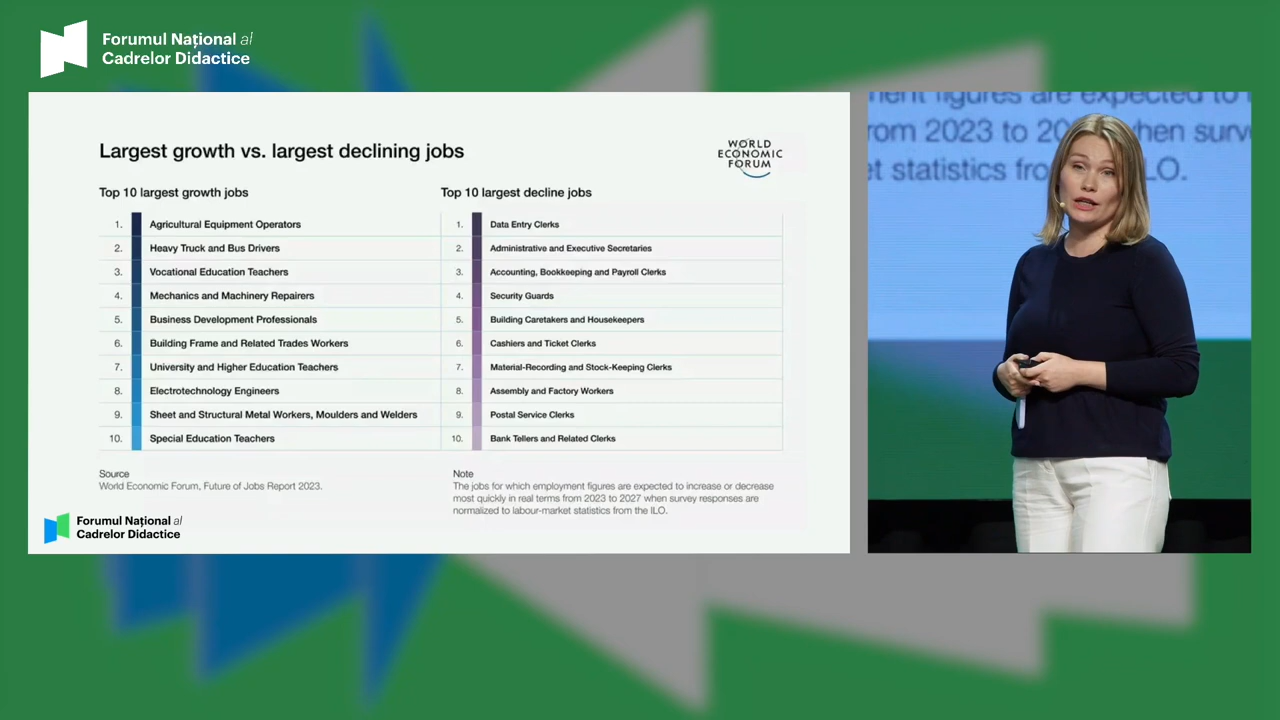 Forumul Național al
Cadrelor Didactice
Largest growth vs. largest declining jobs
WORLD
ECONOMIC
FORUM
Top 10 largest growth jobs
1. Agricultural Equipment Operators
2. Heavy Truck and Bus Drivers
3. Vocational Education Teachers
4. Mechanics and Machinery Repairers
5. Business Development Professionals
6. Building Frame and Related Trades Workers
7. University and Higher Education Teachers
8. Electrotechnology Engineers
9. Sheet and Structural Metal Workers, Moulders and Welders
10. Special Education Teachers
Source
World Economic Forum, Future of Jobs Report 2023.
Top 10 largest decline jobs
1. Data Entry Clerks
2. Administrative and Executive Secretaries
3. Accounting, Bookkeeping and Payroll Clerks
4. Security Guards
5. Building Caretakers and Housekeepers
6. Cashiers and Ticket Clerks
7. Material-Recording and Stock-Keeping Clerks
8. Assembly and Factory Workers
9. Postal Service Clerks
10. Bank Tellers and Related Clerks
Note
The jobs for which employment figures are expected to increase or decrease
most quickly in real terms from 2023 to 2027 when survey responses are
normalized to labour-market statistics from the ILO.
Forumul Național al
Cadrelor Didactice
figures are expected to
from 2023 to 20 when surv
statistics fro ILO.